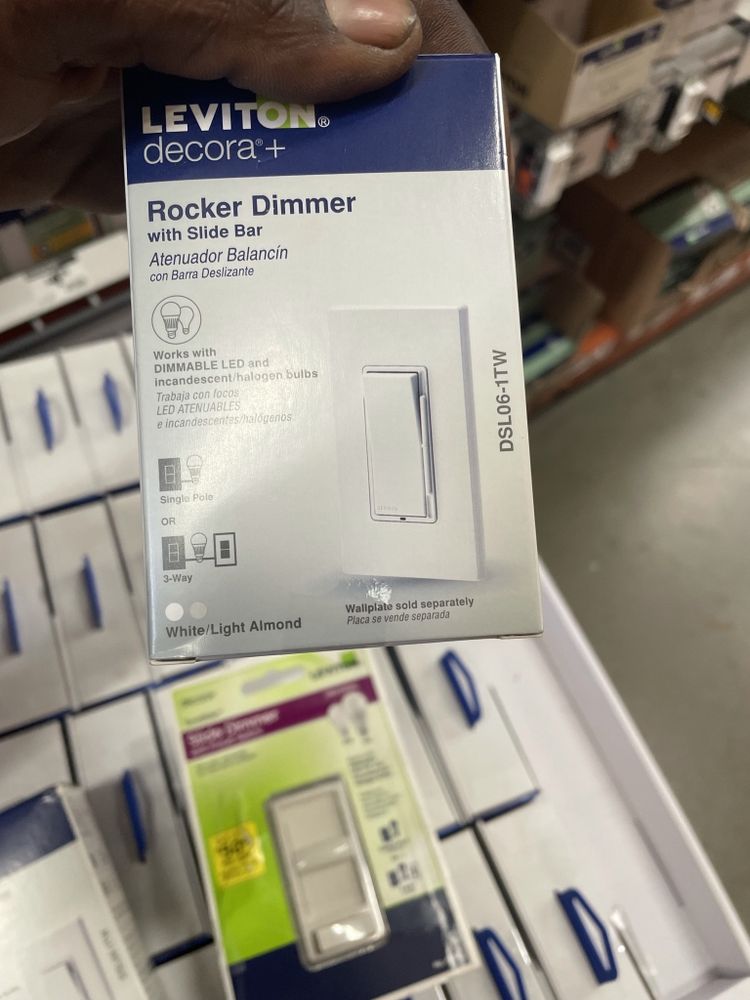 LEVITON®
decora®+
Rocker Dimmer
with Slide Bar
Atenuador Balancín
con Barra Deslizante
Works with
DIMMABLE LED and
incandescent/halogen bulbs
Trabaja con focos
LED ATENUABLES
e incandescentes/halógenos
Single Pole
OR
3-Way
White/Light Almond
Wallplate sold separately
Placa se vende separada
DSL06-1TW
LEVITON
LEVITON
Slide Dimmer